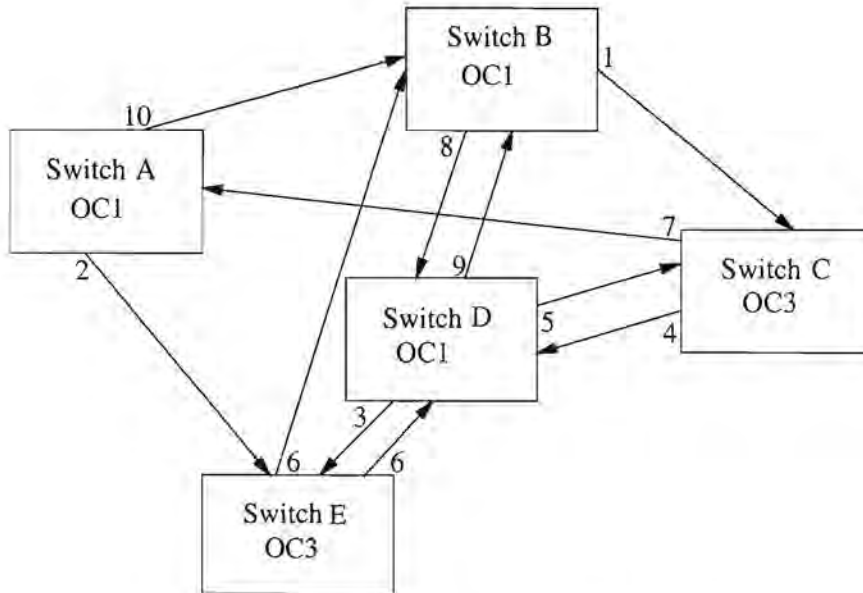 Switch B
OC1
1
10
8
Switch A
OC1
7
2
9
Switch C
OC3
Switch D
OC1
5
4
3
6
6
Switch E
OC3